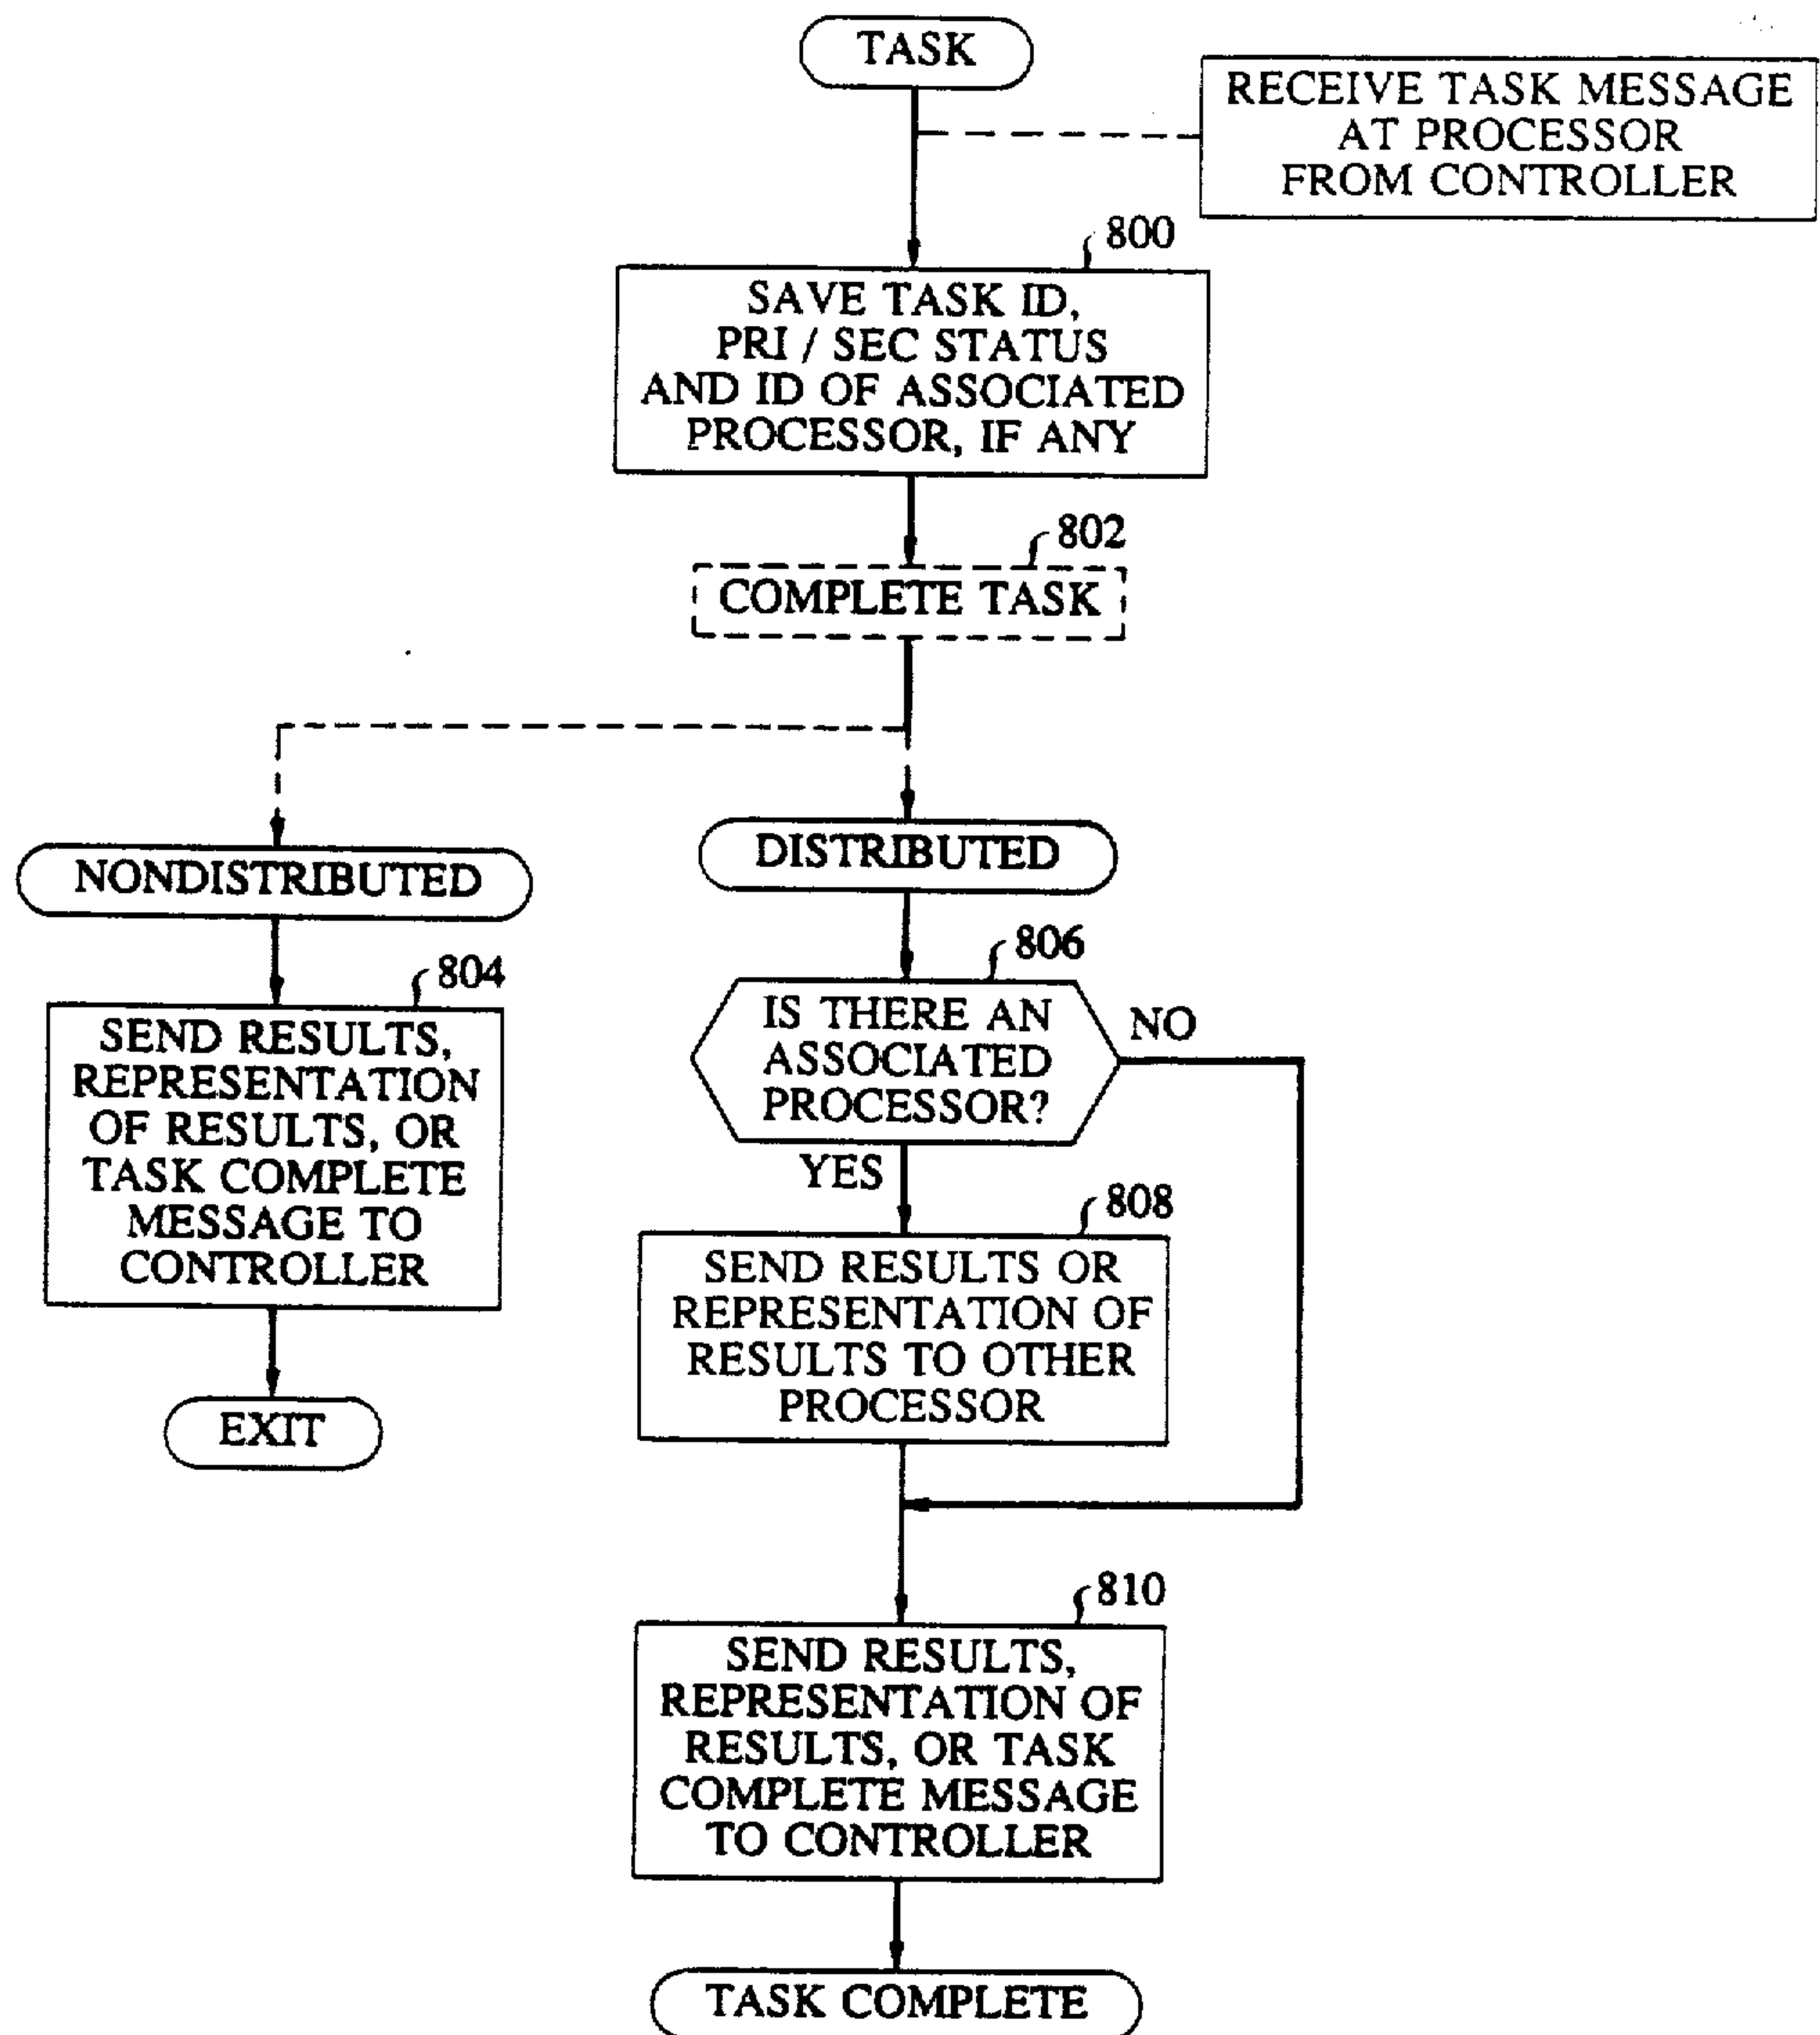 TASK
RECEIVE TASK MESSAGE
AT PROCESSOR
FROM CONTROLLER
800
SAVE TASK ID,
PRI / SEC STATUS
AND ID OF ASSOCIATED
PROCESSOR, IF ANY
802
COMPLETE TASK
NONDISTRIBUTED
804
SEND RESULTS,
REPRESENTATION
OF RESULTS, OR
TASK COMPLETE
MESSAGE TO
CONTROLLER
EXIT
DISTRIBUTED
806
IS THERE AN
ASSOCIATED
PROCESSOR?
NO
YES
808
SEND RESULTS OR
REPRESENTATION OF
RESULTS TO OTHER
PROCESSOR
810
SEND RESULTS,
REPRESENTATION OF
RESULTS, OR TASK
COMPLETE MESSAGE
TO CONTROLLER
TASK COMPLETE